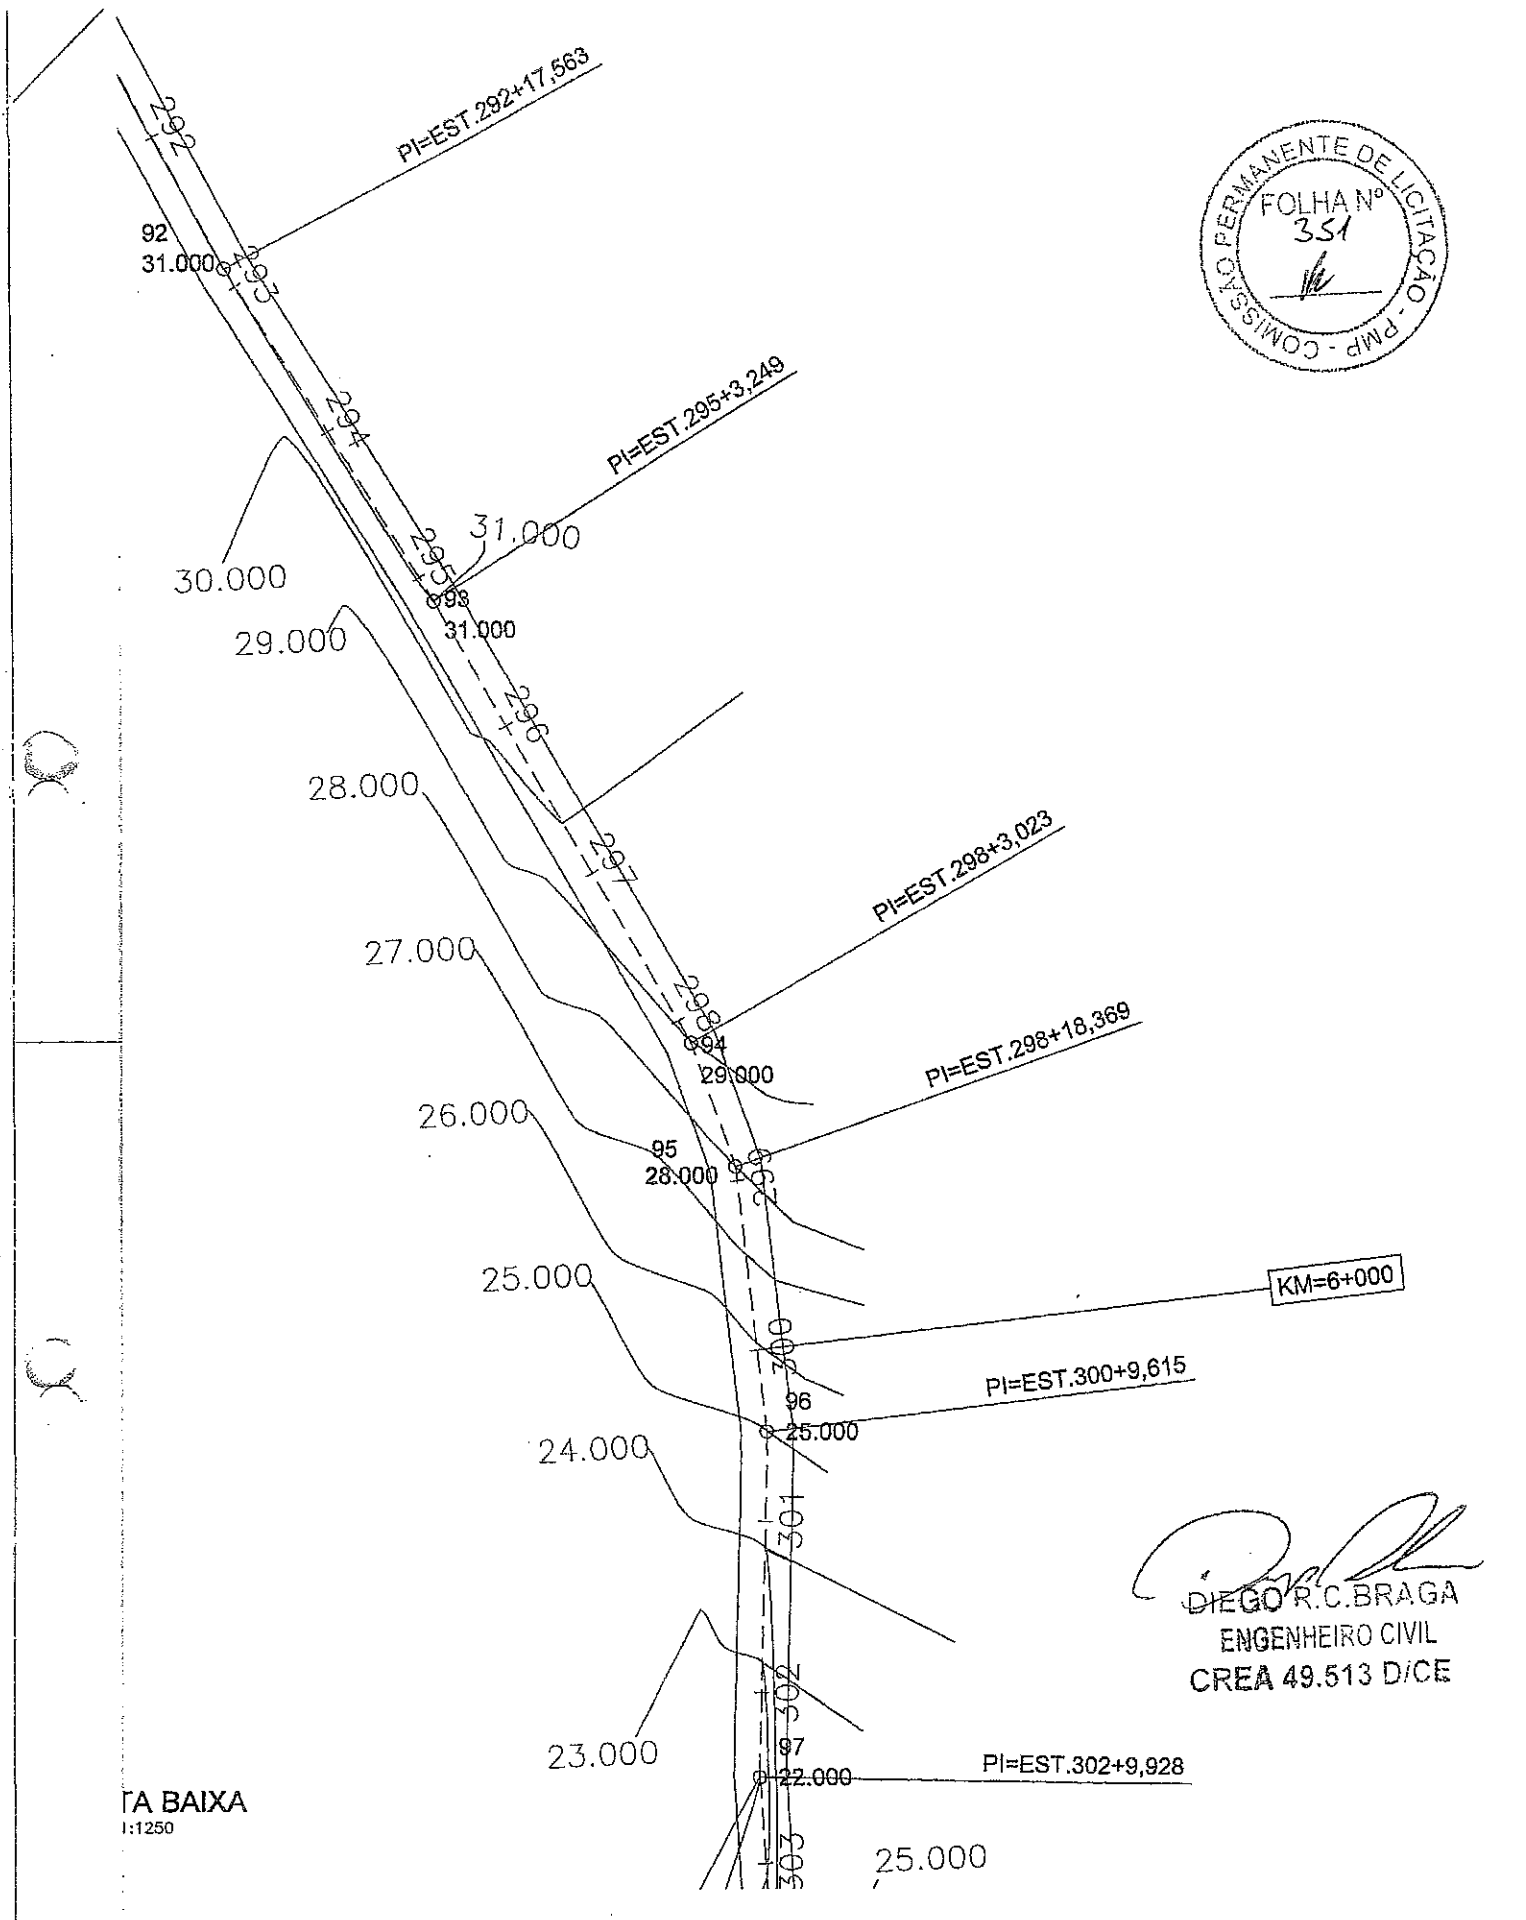 292
PI=EST.292+17,563
92
31.000
293
COMISSÃO PERMANENTE DE LICITAÇÃO - PMP -
FOLHA Nº
351
294
PI=EST.295+3,249
30.000
295
31.000
93
31.000
29.000
296
28.000
297
PI=EST.298+3,023
27.000
298
94
29.000
PI=EST.298+18,369
26.000
95
28.000
299
25.000
KM=6+000
300
PI=EST.300+9,615
96
25.000
24.000
301
DIEGO R.C.BRAGA
ENGENHEIRO CIVIL
CREA 49.513 D/CE
302
23.000
97
22.000
PI=EST.302+9,928
TA BAIXA
1:1250
303
25.000